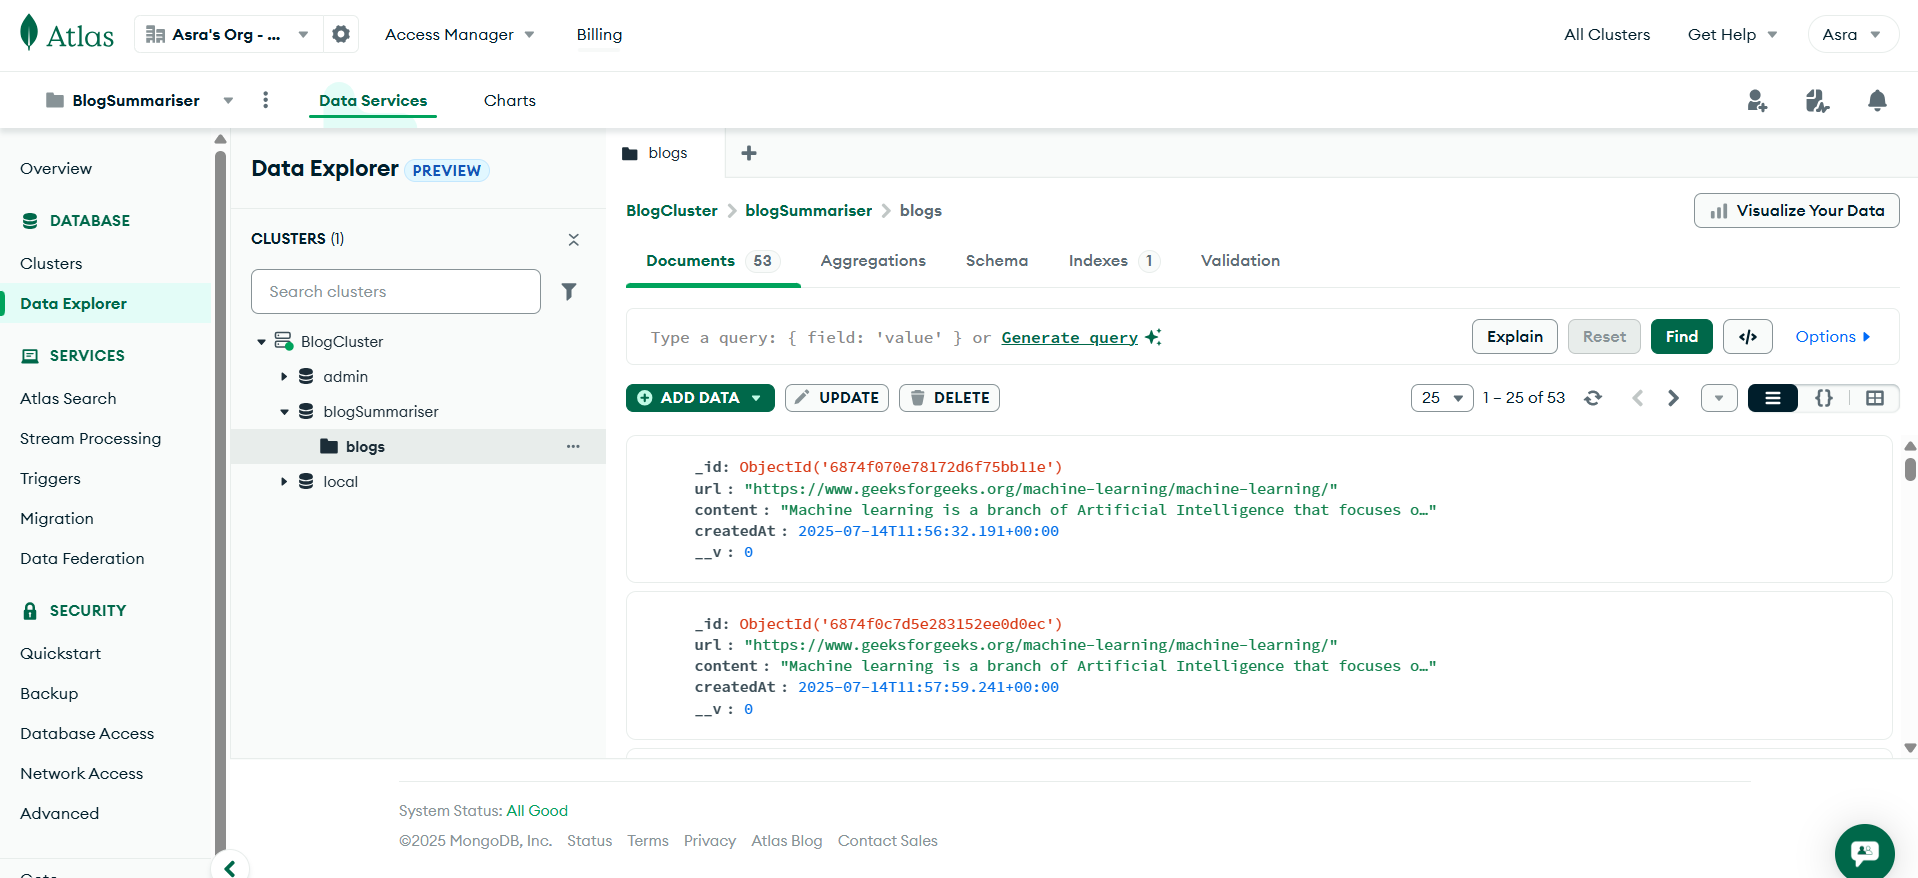 Atlas
Asra's Org - ...
Access Manager
Billing
All Clusters
Get Help
Asra
BlogSummariser
Data Services
Charts
Overview
DATABASE
Clusters
Data Explorer
SERVICES
Atlas Search
Stream Processing
Triggers
Migration
Data Federation
SECURITY
Quickstart
Backup
Database Access
Network Access
Advanced
Data Explorer PREVIEW
CLUSTERS (1)
Search clusters
BlogCluster
admin
blogSummariser
blogs
local
blogs
BlogCluster > blogSummariser > blogs
Visualize Your Data
Documents 53
Aggregations
Schema
Indexes 1
Validation
Type a query: { field: 'value' } or Generate query
Explain
Reset
Find
</>
Options
ADD DATA
UPDATE
DELETE
25
1 – 25 of 53
{}
_id: ObjectId('6874f070e78172d6f75bb11e')
url : "https://www.geeksforgeeks.org/machine-learning/machine-learning/"
content : "Machine learning is a branch of Artificial Intelligence that focuses o…"
createdAt : 2025-07-14T11:56:32.191+00:00
__v : 0
_id: ObjectId('6874f0c7d5e283152ee0d0ec')
url : "https://www.geeksforgeeks.org/machine-learning/machine-learning/"
content : "Machine learning is a branch of Artificial Intelligence that focuses o…"
createdAt : 2025-07-14T11:57:59.241+00:00
__v : 0
System Status: All Good
©2025 MongoDB, Inc. Status Terms Privacy Atlas Blog Contact Sales